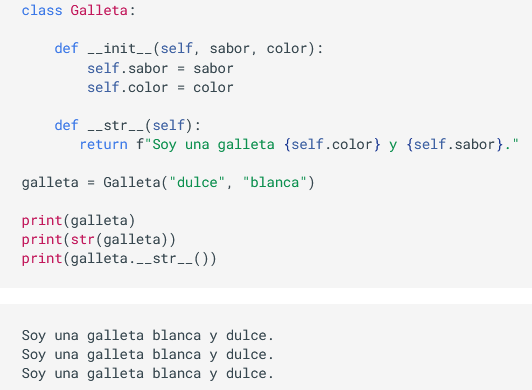 class Galleta:
    def __init__(self, sabor, color):
        self.sabor = sabor
        self.color = color
    def __str__(self):
       return f"Soy una galleta {self.color} y {self.sabor}."
galleta = Galleta("dulce", "blanca")
print(galleta)
print(str(galleta))
print(galleta.__str__())
Soy una galleta blanca y dulce.
Soy una galleta blanca y dulce.
Soy una galleta blanca y dulce.